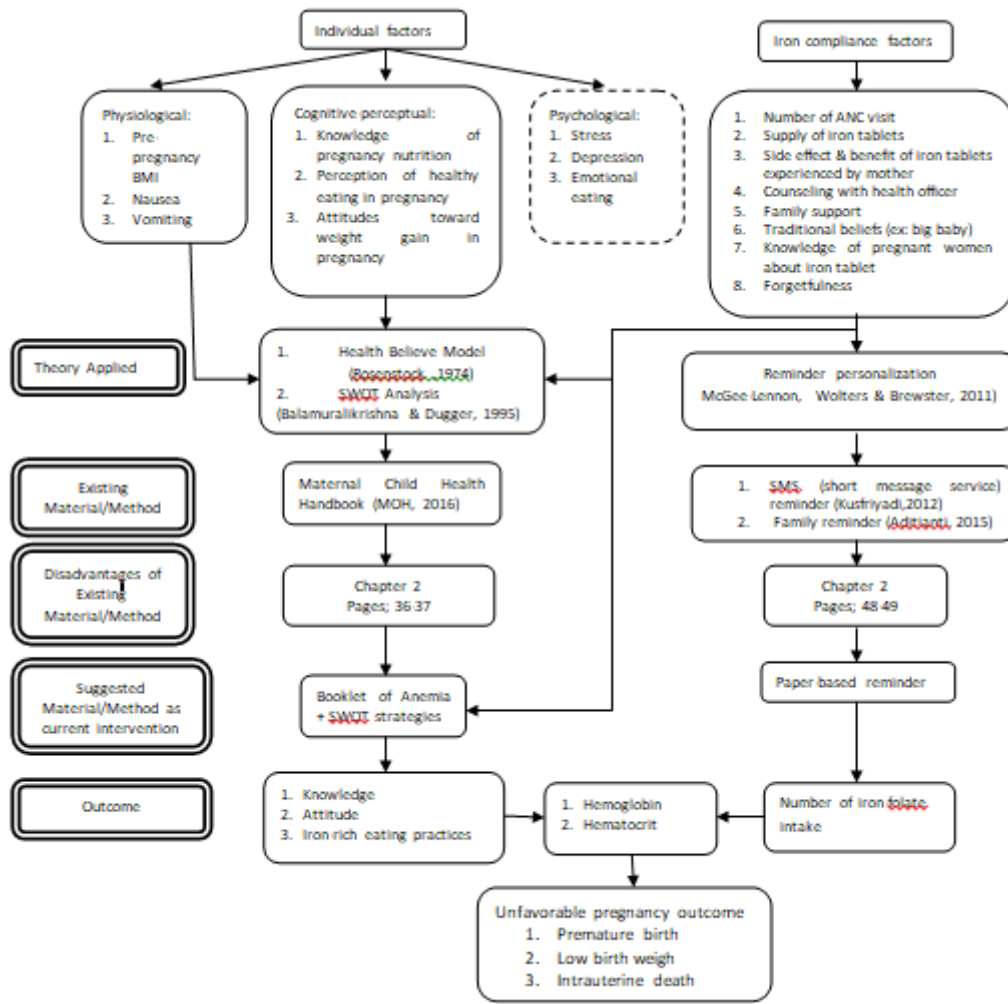 Individual factors
Iron compliance factors
Physiological:
1. Pre-
pregnancy
BMI
2. Nausea
3. Vomiting
Cognitive-perceptual:
1. Knowledge of
pregnancy nutrition
2. Perception of healthy
eating in pregnancy
3. Attitudes toward
weight gain in
pregnancy
Psychological:
1. Stress
2. Depression
3. Emotional
eating
1. Number of ANC visit
2. Supply of iron tablets
3. Side effect & benefit of iron tablets
experienced by mother
4. Counseling with health officer
5. Family support
6. Traditional beliefs (ex: big baby)
7. Knowledge of pregnant women
about iron tablet
8. Forgetfulness
Theory Applied
1. Health Believe Model
(Rosenstock, 1974)
2. SWOT Analysis
(Balamuralikrishna & Dugger, 1995)
Reminder personalization
McGee-Lennon, Wolters & Brewster, 2011)
Existing
Material/Method
Maternal Child Health
Handbook (MOH, 2016)
1. SMS (short message service)
reminder (Kusfriyadi,2012)
2. Family reminder (Aditianti, 2015)
Disadvantages of
Existing
Material/Method
Chapter 2
Pages; 36-37
Chapter 2
Pages; 48-49
Suggested
Material/Method as
current intervention
Booklet of Anemia
+ SWOT strategies
Paper-based reminder
Outcome
1. Knowledge
2. Attitude
3. Iron-rich eating practices
1. Hemoglobin
2. Hematocrit
Number of iron-folate
intake
Unfavorable pregnancy outcome
1. Premature birth
2. Low birth weigh
3. Intrauterine death